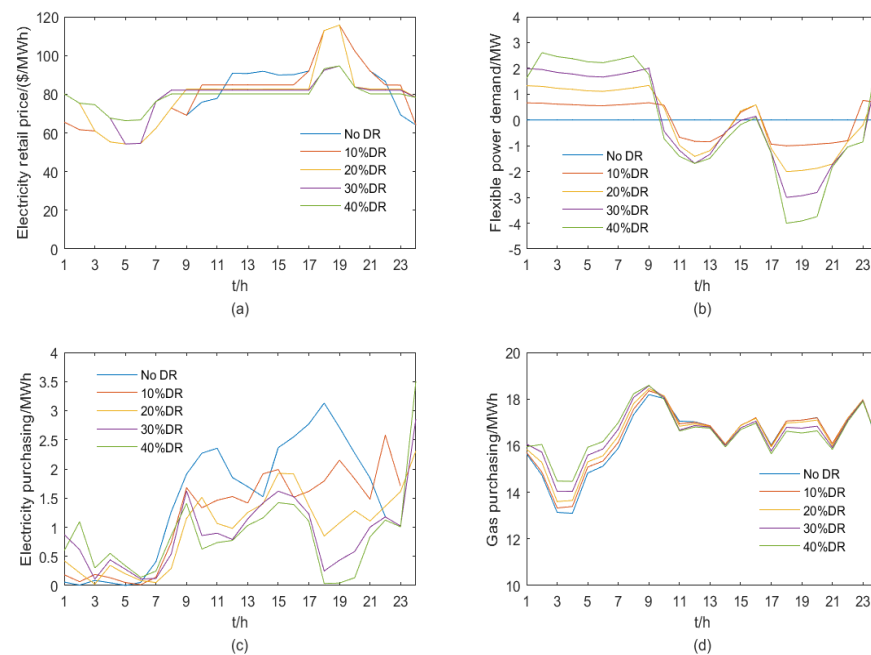 Electricity retail price/($/MWh)
120
100
80
60
40
20
0
No DR
10%DR
20%DR
30%DR
40%DR
1 3 5 7 9 11 13 15 17 19 21 23
t/h
(a)
Flexible power demand/MW
4
3
2
1
0
-1
-2
-3
-4
-5
No DR
10%DR
20%DR
30%DR
40%DR
1 3 5 7 9 11 13 15 17 19 21 23
t/h
(b)
Electricity purchasing/MWh
4
3.5
3
2.5
2
1.5
1
0.5
0
No DR
10%DR
20%DR
30%DR
40%DR
1 3 5 7 9 11 13 15 17 19 21 23
t/h
(c)
Gas purchasing/MWh
20
18
16
14
12
10
No DR
10%DR
20%DR
30%DR
40%DR
1 3 5 7 9 11 13 15 17 19 21 23
t/h
(d)